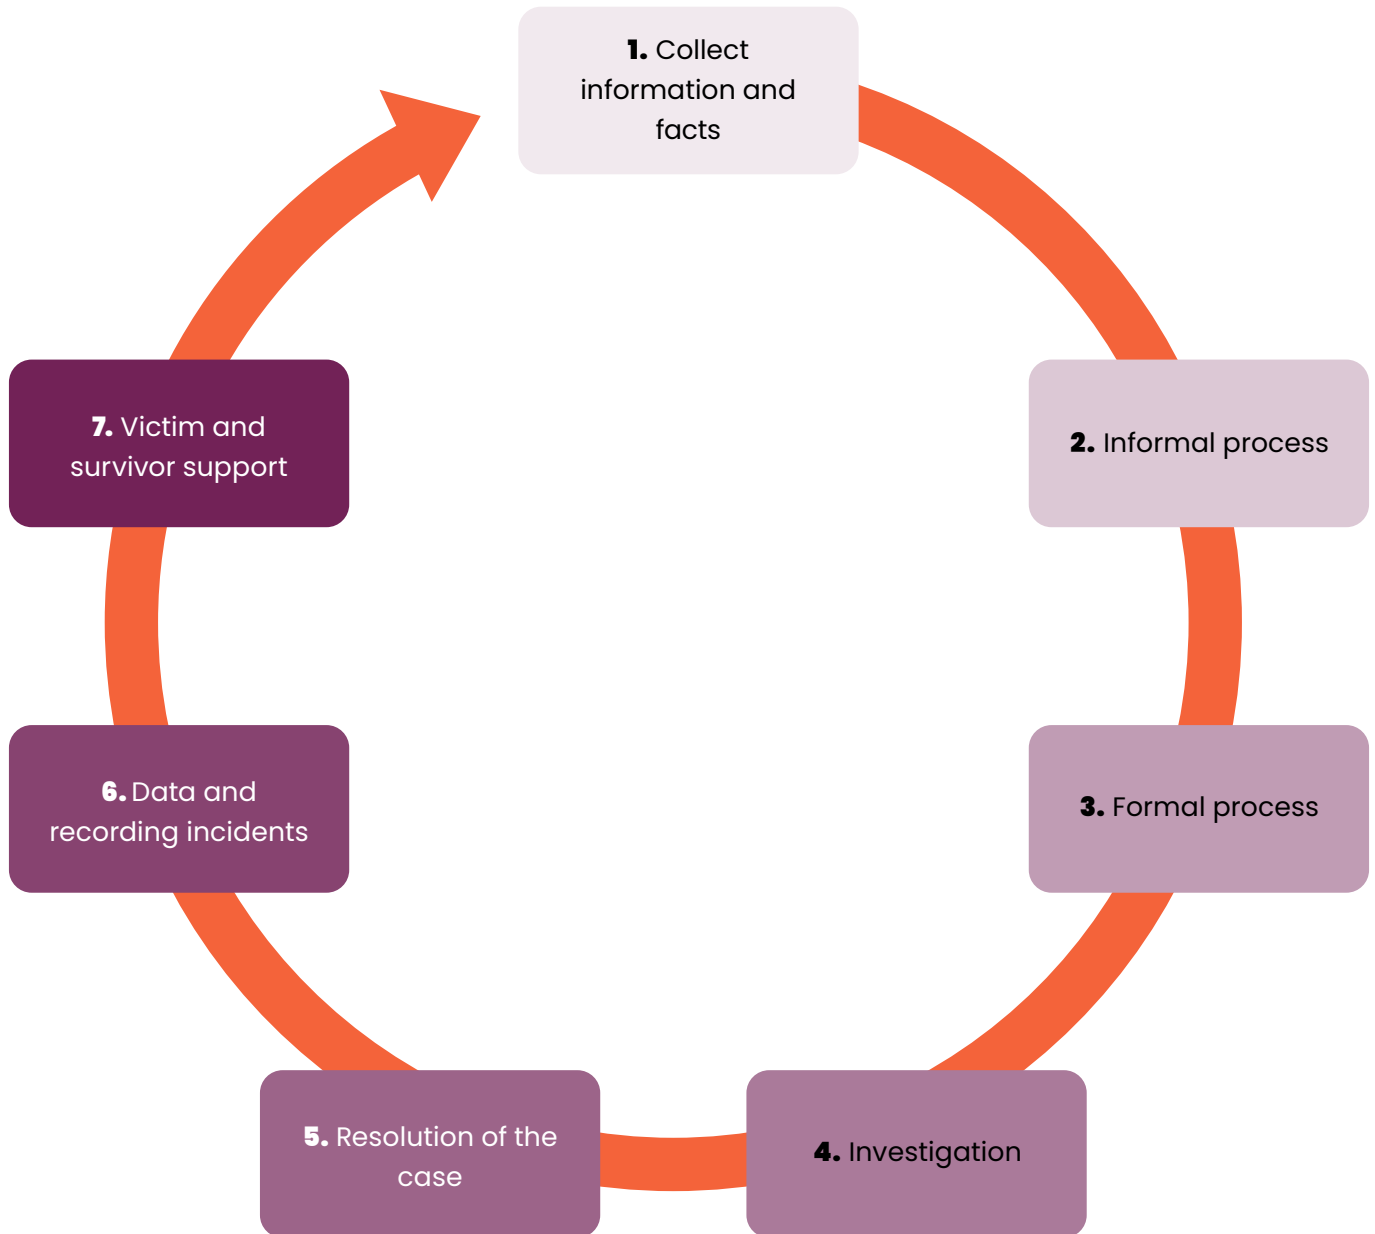 1. Collect
information and
facts
2. Informal process
3. Formal process
4. Investigation
5. Resolution of the
case
6. Data and
recording incidents
7. Victim and
survivor support